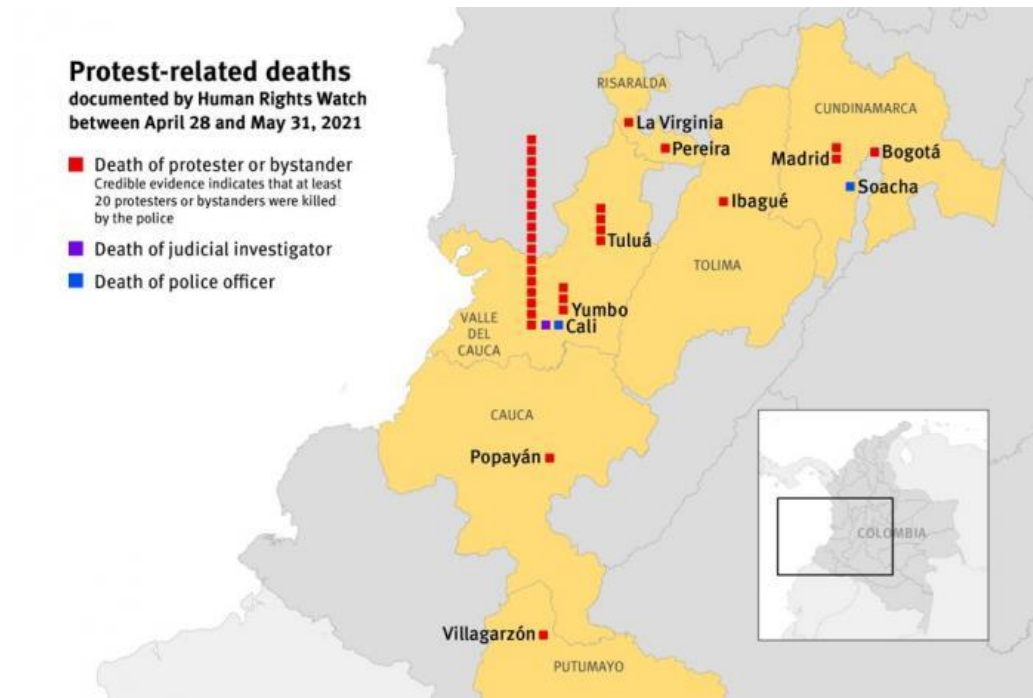 Protest-related deaths
documented by Human Rights Watch
between April 28 and May 31, 2021
Death of protester or bystander
Credible evidence indicates that at least
20 protesters or bystanders were killed
by the police
Death of judicial investigator
Death of police officer
RISARALDA
La Virginia
Pereira
CUNDINAMARCA
Madrid
Bogotá
Soacha
Ibagué
Tuluá
TOLIMA
Yumbo
Cali
VALLE
DEL
CAUCA
CAUCA
Popayán
COLOMBIA
Villagarzón
PUTUMAYO